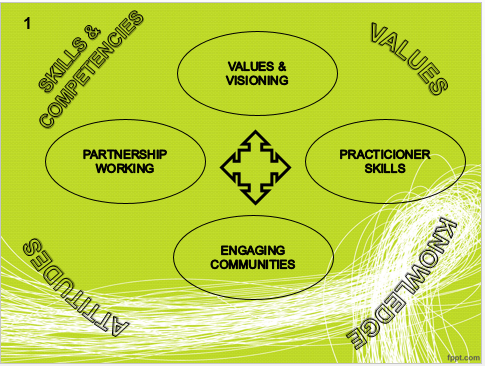 1
SKILLS &
COMPETENCIES
VALUES
VALUES &
VISIONING
PARTNERSHIP
WORKING
PRACTICIONER
SKILLS
ENGAGING
COMMUNITIES
ATTITUDES
KNOWLEDGE
fppt.com